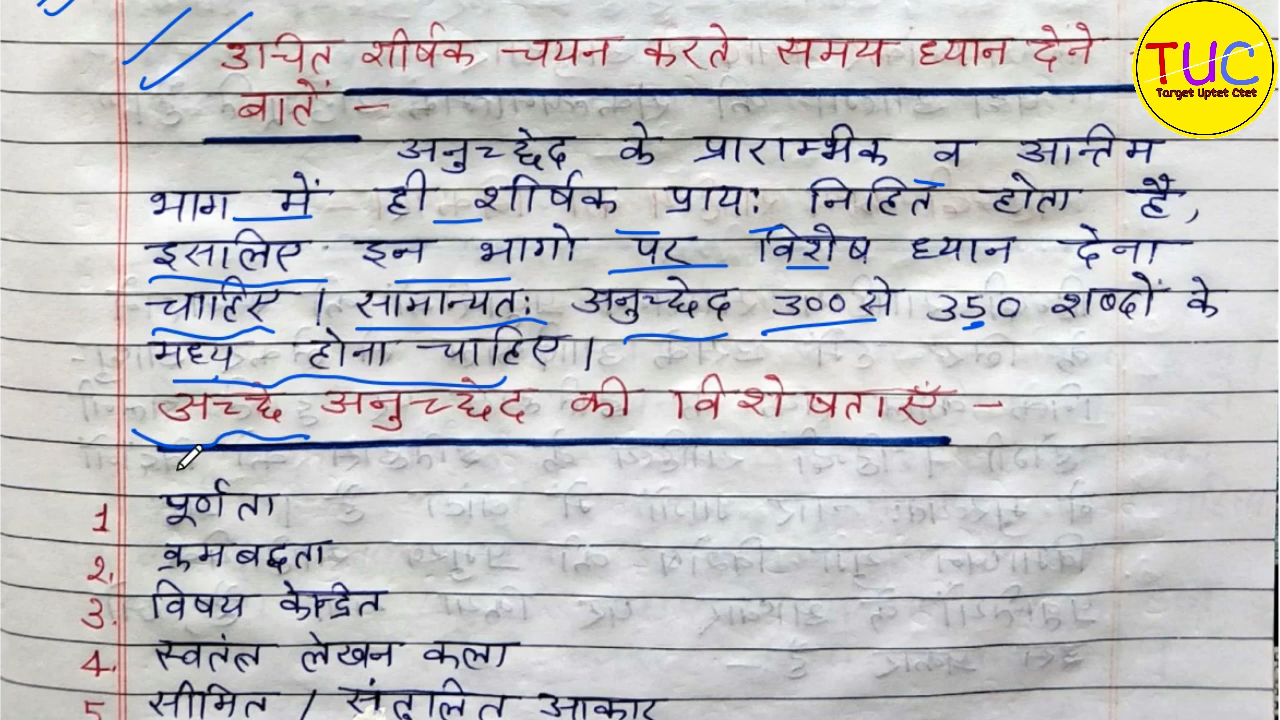 उचित शीर्षक चयन करते समय ध्यान देने
बातें –
अनुच्छेद के प्रारम्भिक व अन्तिम
भाग में ही शीर्षक प्राय: निहित होता है,
इसलिए इन भागो पर विशेष ध्यान देना
चाहिए । सामान्यत: अनुच्छेद 300 से 350 शब्दों के
मध्य होना चाहिए।
अच्छे अनुच्छेद की विशेषताएँ –
1 पूर्णता
2. क्रमबद्धता
3. विषय केन्द्रित
4. स्वतंत्र लेखन कला
5 सीमित / संतुलित आकार
TUC
Target Uptet Ctet